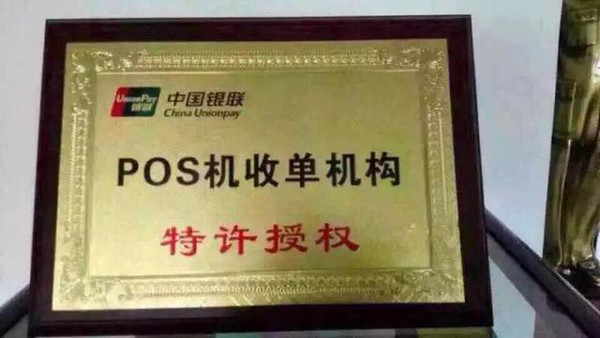 UnionPay 中国银联
银联 China Unionpay
POS机收单机构
特许授权